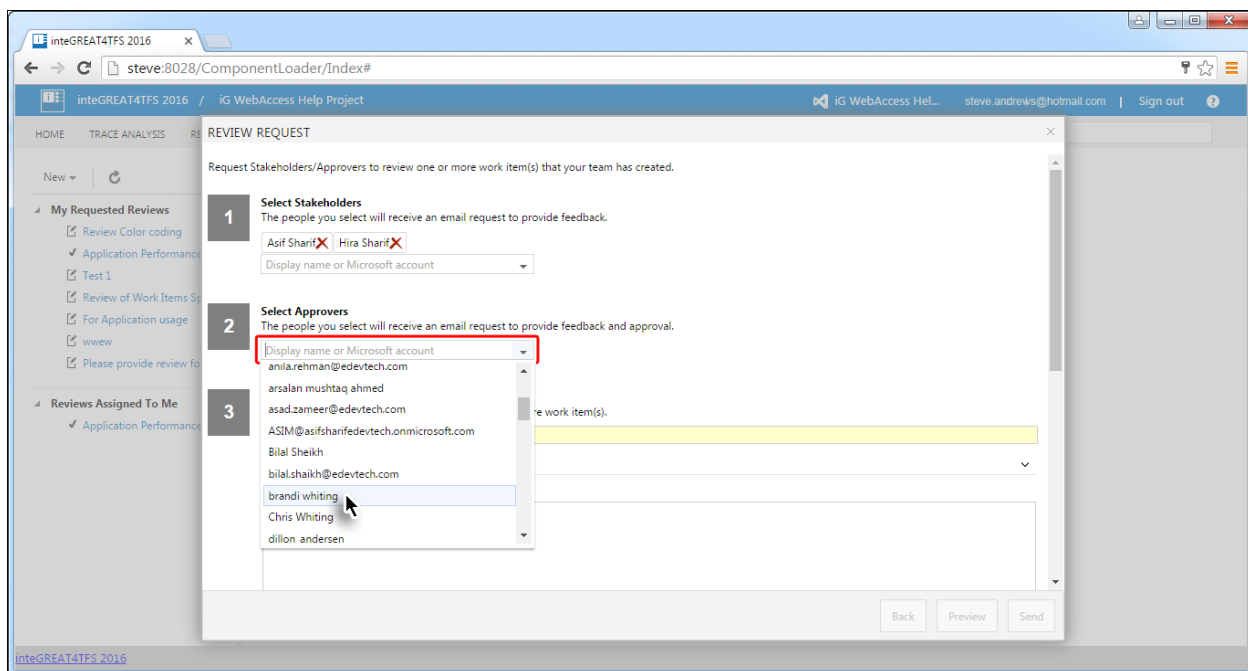 inteGREAT4TFS 2016
steve:8028/ComponentLoader/Index#
inteGREAT4TFS 2016 / iG WebAccess Help Project
iG WebAccess Hel... steve.andrews@hotmail.com | Sign out
HOME TRACE ANALYSIS RE
New
My Requested Reviews
Review Color coding
Application Performance
Test 1
Review of Work Items Sp
For Application usage
wwew
Please provide review fo
Reviews Assigned To Me
Application Performance
REVIEW REQUEST
Request Stakeholders/Approvers to review one or more work item(s) that your team has created.
1
Select Stakeholders
The people you select will receive an email request to provide feedback.
Asif Sharif Hira Sharif
Display name or Microsoft account
2
Select Approvers
The people you select will receive an email request to provide feedback and approval.
Display name or Microsoft account
anila.rehman@edevtech.com
arsalan mushtaq ahmed
asad.zameer@edevtech.com
ASIM@asifsharifedevtech.onmicrosoft.com
Bilal Sheikh
bilal.shaikh@edevtech.com
brandi whiting
Chris Whiting
dillon andersen
3
re work item(s).
Back Preview Send
inteGREAT4TFS 2016